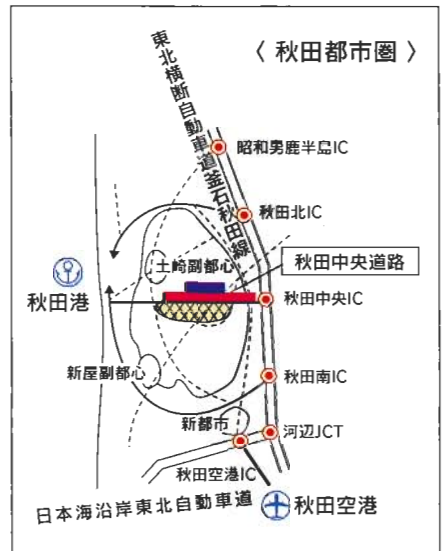 〈 秋田都市圏 〉
東北横断自動車道釜石秋田線
昭和男鹿半島IC
秋田北IC
土崎副都心
秋田中央道路
秋田港
秋田中央IC
新屋副都心
秋田南IC
新都市
河辺JCT
秋田空港IC
日本海沿岸東北自動車道
秋田空港